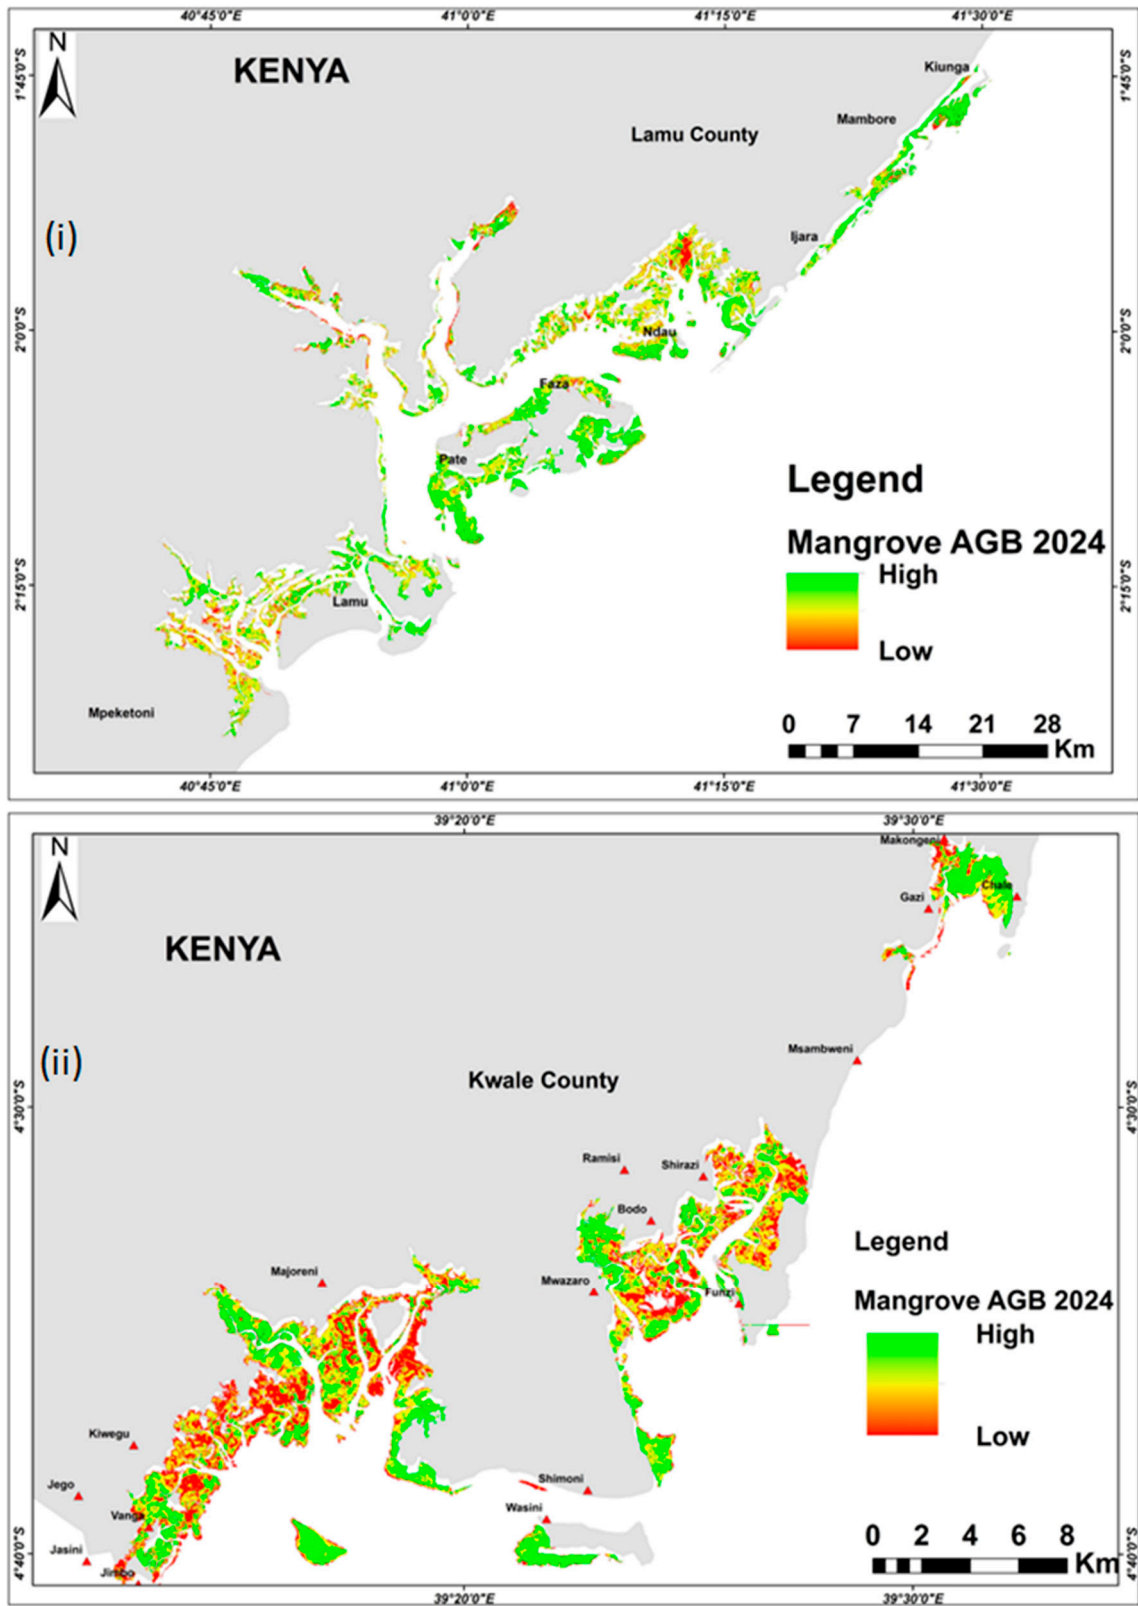 40°45'0"E 41°0'0"E 41°15'0"E 41°30'0"E
N
KENYA
1°45'0"S
1°45'0"S
Kiunga
Mambore
Lamu County
(i)
Ijara
2°0'0"S
2°0'0"S
Ndau
Faza
Pate
Legend
Mangrove AGB 2024
High
Low
2°15'0"S
2°15'0"S
Lamu
Mpeketoni
0 7 14 21 28
Km
40°45'0"E 41°0'0"E 41°15'0"E 41°30'0"E
39°20'0"E 39°30'0"E
N
Makongeni
Chale
Gazi
KENYA
(ii)
Msambweni
Kwale County
4°30'0"S
4°30'0"S
Ramisi
Shirazi
Bodo
Majoreni
Mwazaro
Funzi
Legend
Mangrove AGB 2024
High
Low
Kiwegu
Jego
Shimoni
Vanga
Wasini
Jasini
Jimbo
4°40'0"S
4°40'0"S
0 2 4 6 8
Km
39°20'0"E 39°30'0"E